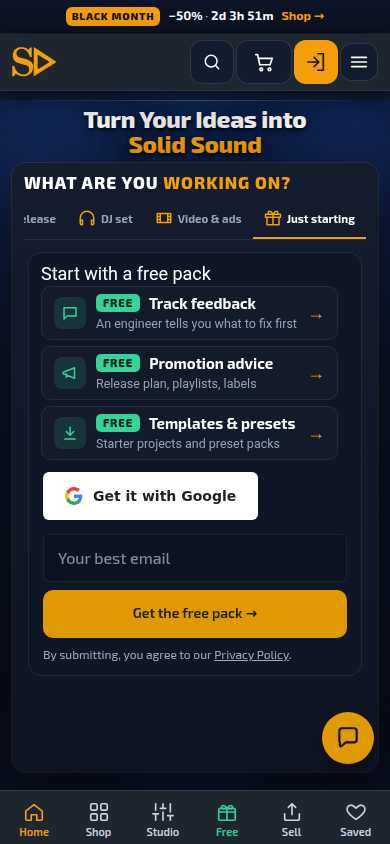 BLACK MONTH −50% · 2d 3h 51m Shop →
SD
Turn Your Ideas into
Solid Sound
WHAT ARE YOU WORKING ON?
elease DJ set Video & ads Just starting
Start with a free pack
FREE Track feedback
An engineer tells you what to fix first →
FREE Promotion advice
Release plan, playlists, labels →
FREE Templates & presets
Starter projects and preset packs →
Get it with Google
Your best email
Get the free pack →
By submitting, you agree to our Privacy Policy.
Home Shop Studio Free Sell Saved